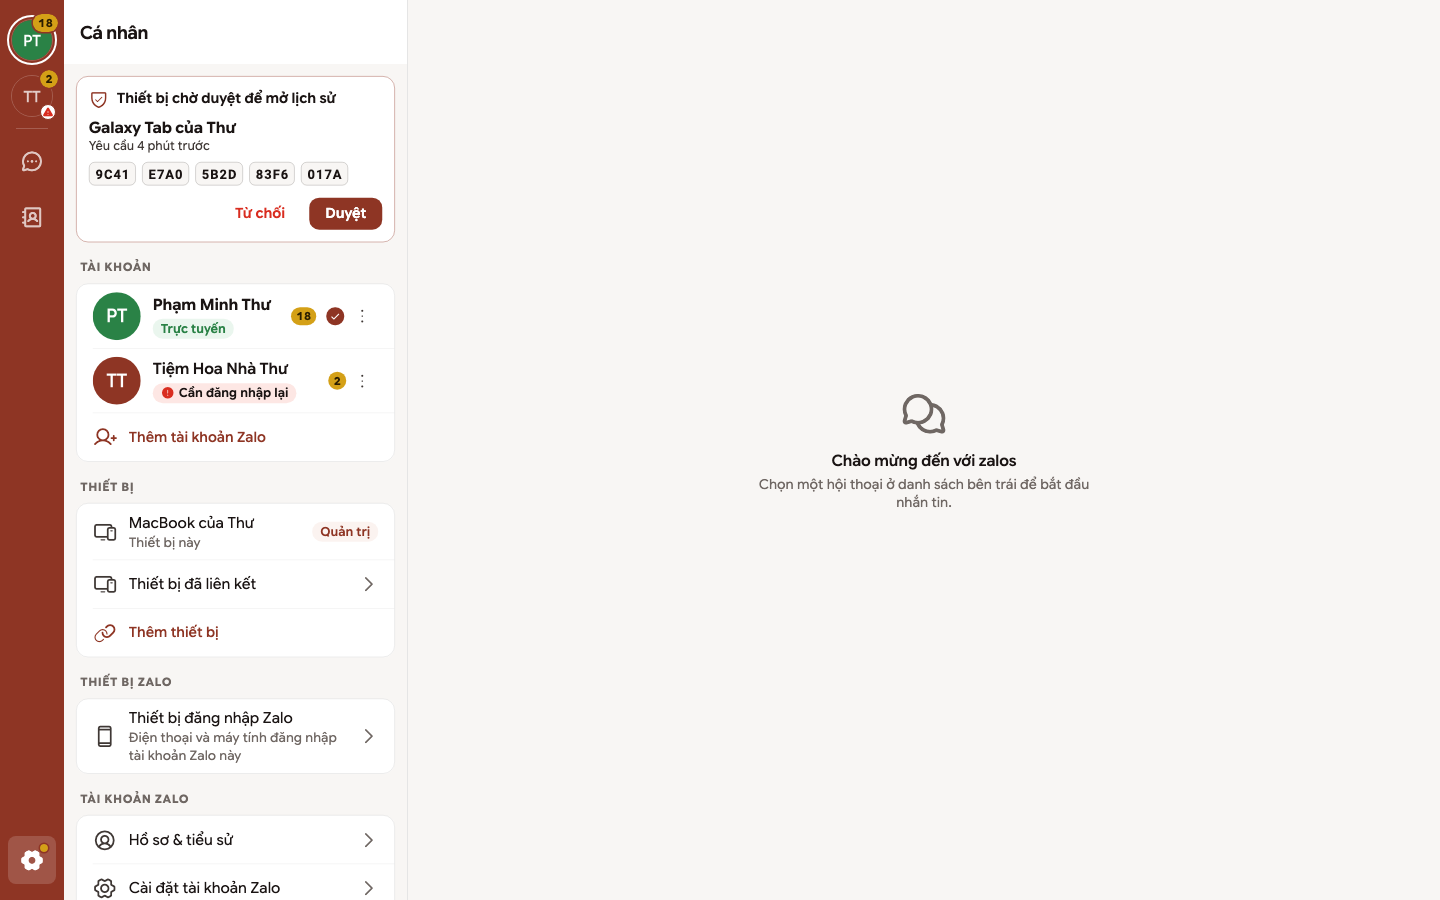 18
PT
2
TT
Cá nhân
Thiết bị chờ duyệt để mở lịch sử
Galaxy Tab của Thư
Yêu cầu 4 phút trước
9C41 E7A0 5B2D 83F6 017A
Từ chối Duyệt
TÀI KHOẢN
PT Phạm Minh Thư 18
Trực tuyến
TT Tiệm Hoa Nhà Thư 2
Cần đăng nhập lại
Thêm tài khoản Zalo
THIẾT BỊ
MacBook của Thư
Thiết bị này
Quản trị
Thiết bị đã liên kết
Thêm thiết bị
THIẾT BỊ ZALO
Thiết bị đăng nhập Zalo
Điện thoại và máy tính đăng nhập
tài khoản Zalo này
TÀI KHOẢN ZALO
Hồ sơ & tiểu sử
Cài đặt tài khoản Zalo
Chào mừng đến với zalos
Chọn một hội thoại ở danh sách bên trái để bắt đầu
nhắn tin.